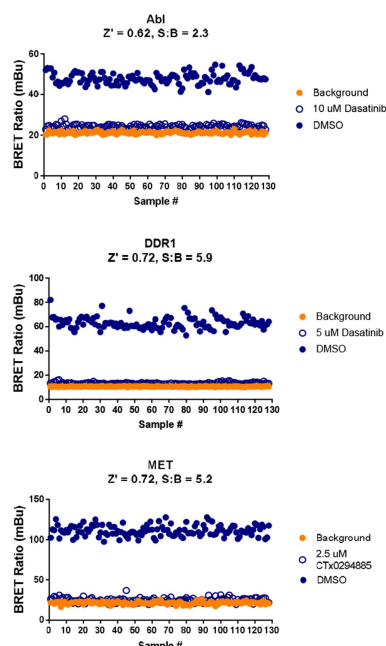 Abl
Z' = 0.62, S:B = 2.3
BRET Ratio (mBu)
60
40
20
0
0 10 20 30 40 50 60 70 80 90 100 110 120 130
Sample #
Background
10 uM Dasatinib
DMSO
DDR1
Z' = 0.72, S:B = 5.9
BRET Ratio (mBu)
100
80
60
40
20
0
0 10 20 30 40 50 60 70 80 90 100 110 120 130
Sample #
Background
5 uM Dasatinib
DMSO
MET
Z' = 0.72, S:B = 5.2
BRET Ratio (mBu)
150
100
50
0
0 10 20 30 40 50 60 70 80 90 100 110 120 130
Sample #
Background
2.5 uM
CTx0294885
DMSO